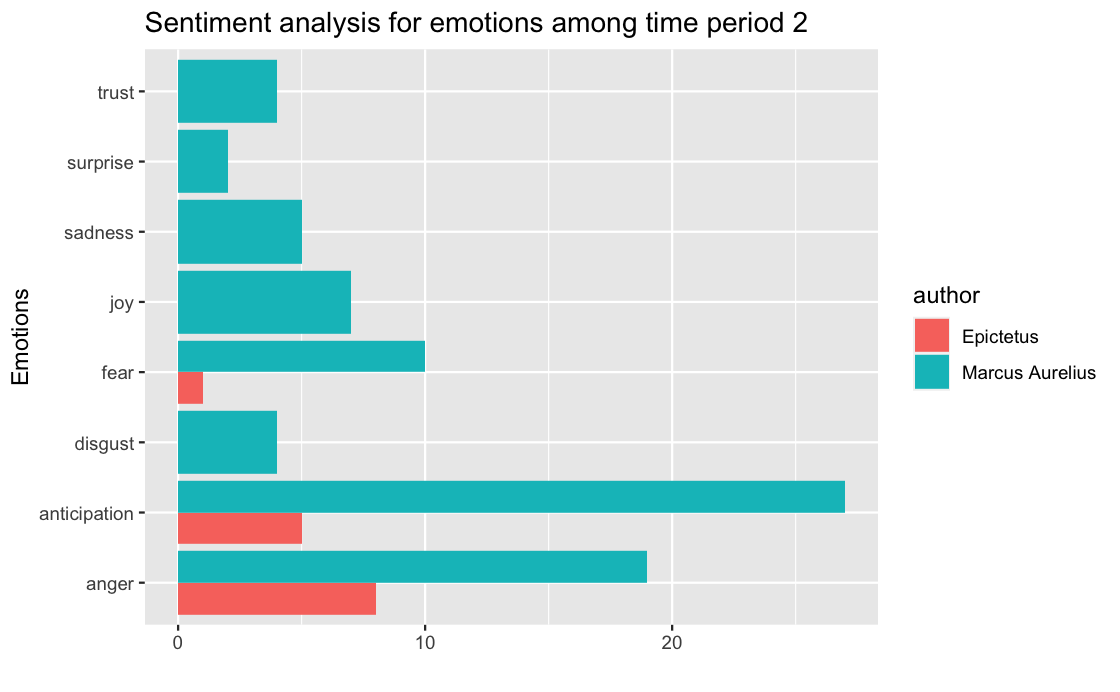 Sentiment analysis for emotions among time period 2
Emotions
trust
surprise
sadness
joy
fear
disgust
anticipation
anger
0 10 20
author
Epictetus
Marcus Aurelius